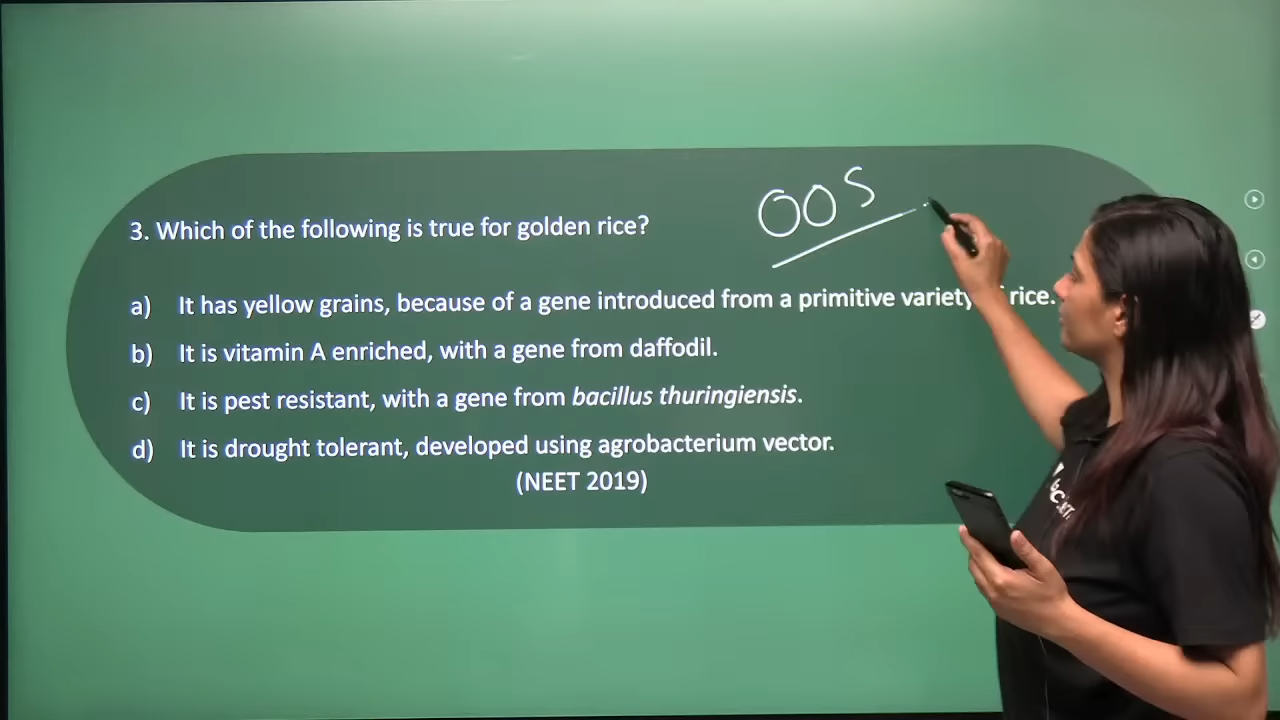 OOS
3. Which of the following is true for golden rice?
a) It has yellow grains, because of a gene introduced from a primitive variety rice.
b) It is vitamin A enriched, with a gene from daffodil.
c) It is pest resistant, with a gene from bacillus thuringiensis.
d) It is drought tolerant, developed using agrobacterium vector.
(NEET 2019)